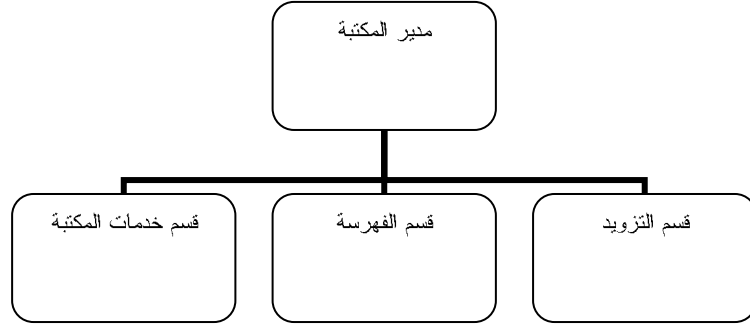 مدير المكتبة
قسم التزويد
قسم الفهرسة
قسم خدمات المكتبة